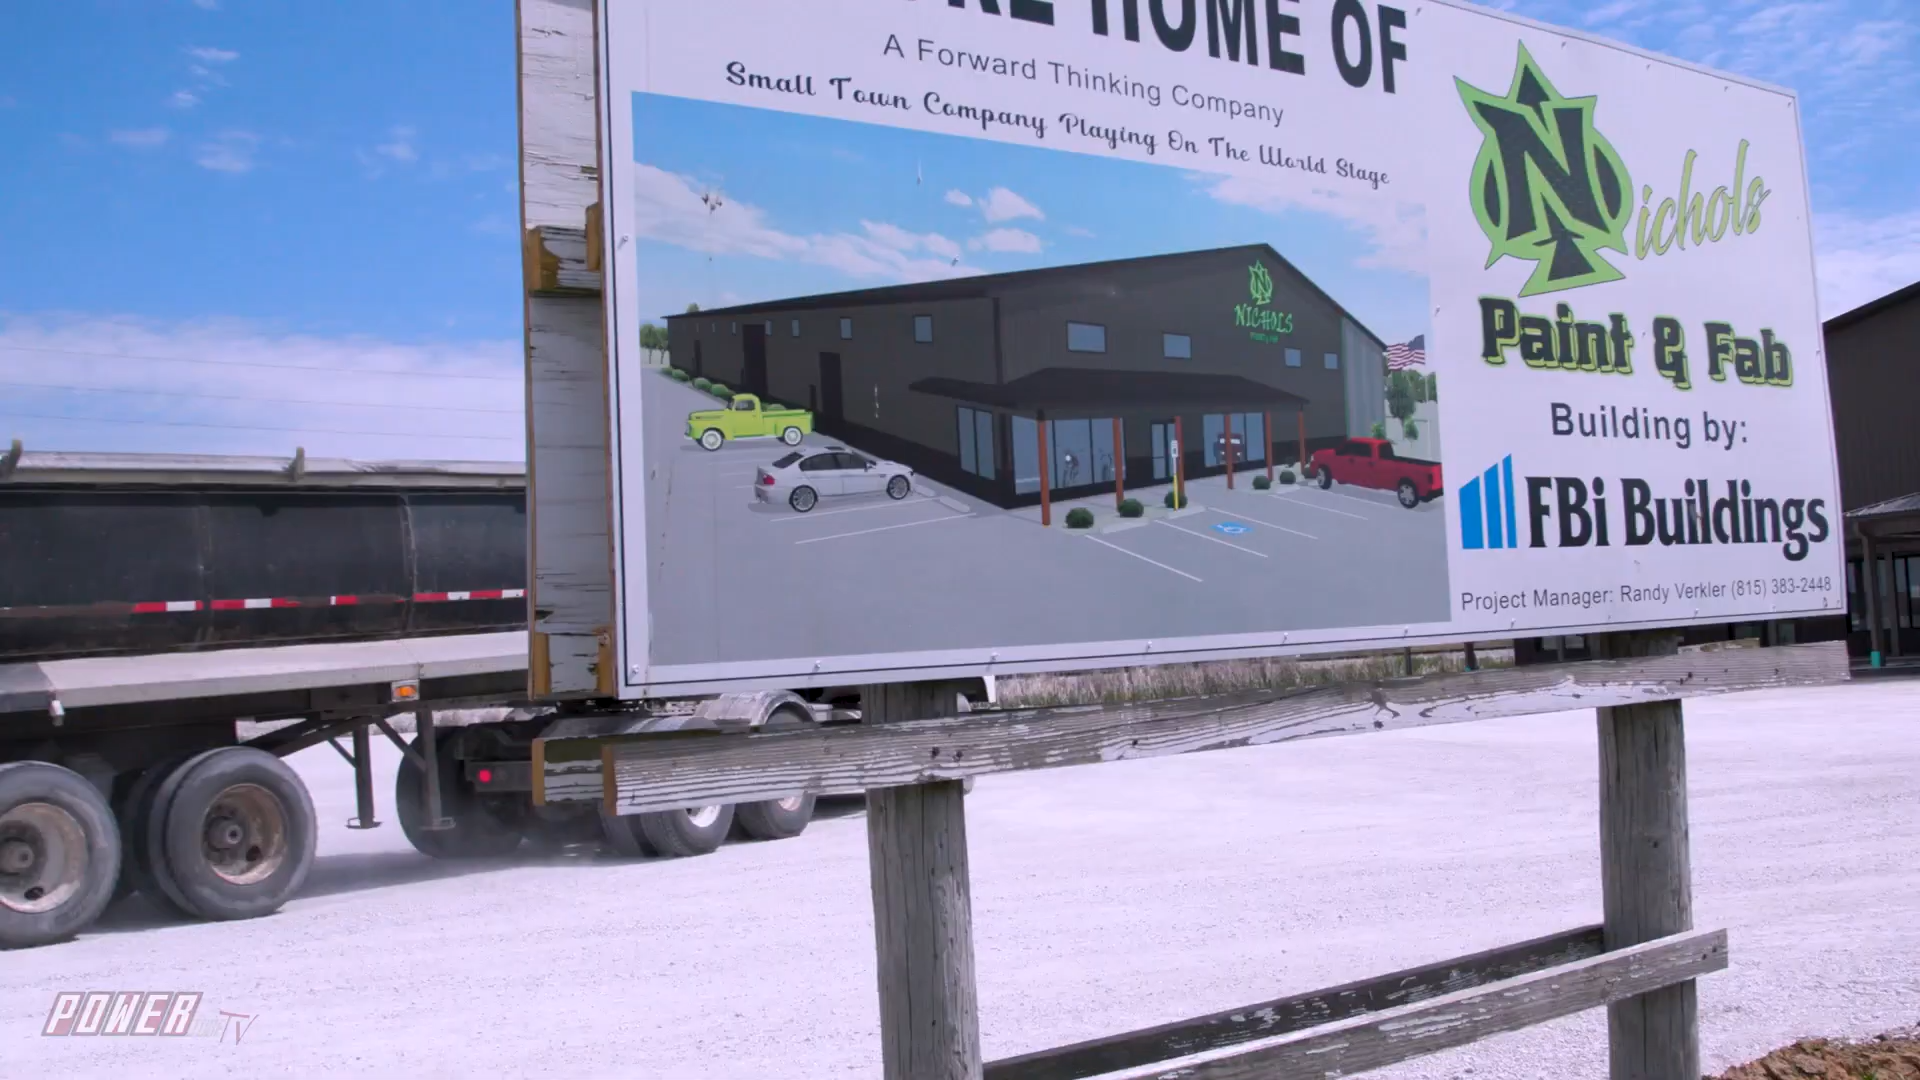 HOME OF
A Forward Thinking Company
Small Town Company Playing On The World Stage
NICHOLS
Nichols
Paint & Fab
Building by:
FBi Buildings
Project Manager: Randy Verkler (815) 383-2448
POWER
TV